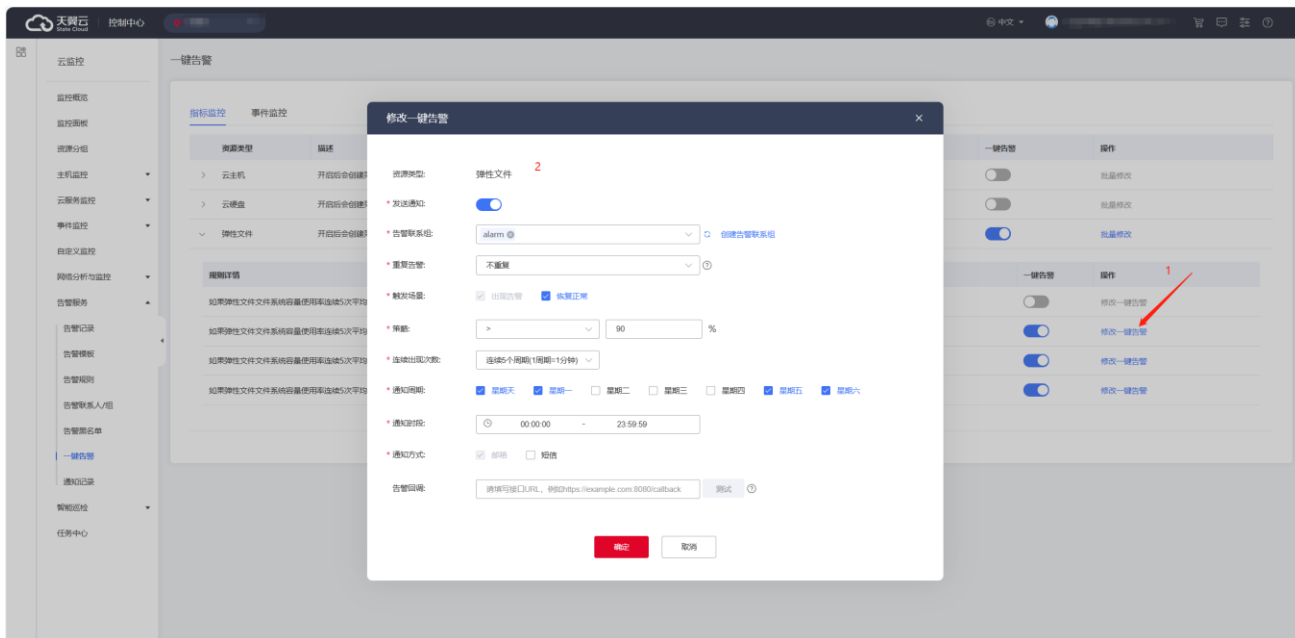 天翼云 State Cloud 控制中心 中文
云监控
监控概览
监控面板
资源分组
主机监控
云服务监控
事件监控
自定义监控
网络分析与监控
告警服务
告警记录
告警模板
告警规则
告警联系人/组
告警黑名单
一键告警
通知记录
智能巡检
任务中心
一键告警
指标监控 事件监控
资源类型 描述 一键告警 操作
云主机 开启后会创建 批量修改
云硬盘 开启后会创建 批量修改
弹性文件 开启后会创建 批量修改
规则详情 一键告警 操作 1
如果弹性文件文件系统容量使用率连续5次平均 修改一键告警
如果弹性文件文件系统容量使用率连续5次平均 修改一键告警
如果弹性文件文件系统容量使用率连续5次平均 修改一键告警
如果弹性文件文件系统容量使用率连续5次平均 修改一键告警
修改一键告警
资源类型: 弹性文件 2
* 发送通知:
* 告警联系组: alarm 创建告警联系组
* 重复告警: 不重复
* 触发场景: 出现告警 恢复正常
* 策略: > 90 %
* 连续出现次数: 连续5个周期(1周期=1分钟)
* 通知周期: 星期天 星期一 星期二 星期三 星期四 星期五 星期六
* 通知时段: 00:00:00 - 23:59:59
* 通知方式: 邮箱 短信
告警回调: 请填写接口URL，例如https://example.com:8080/callback 测试
确定 取消